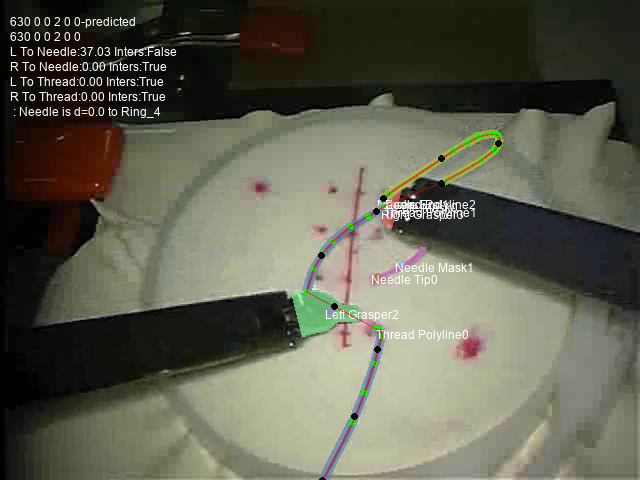 630 0 0 2 0 0-predicted
630 0 0 2 0 0
L To Needle:37.03 Inters:False
R To Needle:0.00 Inters:True
L To Thread:0.00 Inters:True
R To Thread:0.00 Inters:True
: Needle is d=0.0 to Ring_4
Needle Mask1
Needle Tip0
Left Grasper2
Thread Polyline0